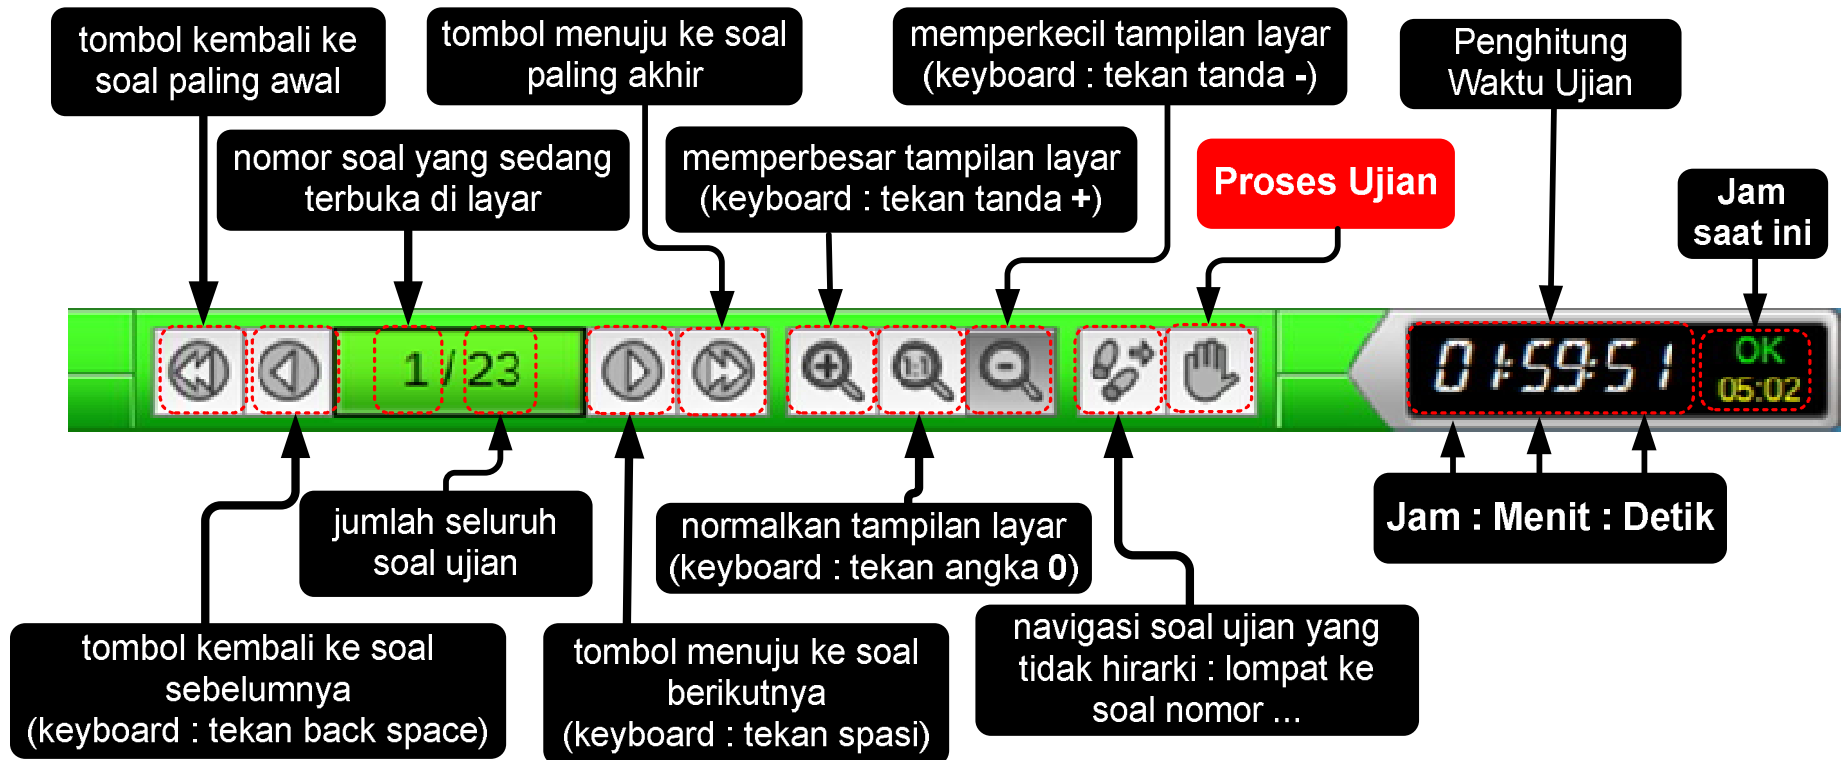 tombol kembali ke
soal paling awal
tombol menuju ke soal
paling akhir
memperkecil tampilan layar
(keyboard : tekan tanda -)
Penghitung
Waktu Ujian
nomor soal yang sedang
terbuka di layar
memperbesar tampilan layar
(keyboard : tekan tanda +)
Proses Ujian
Jam
saat ini
1 / 23
1:1
01:59:51
OK
05:02
jumlah seluruh
soal ujian
normalkan tampilan layar
(keyboard : tekan angka 0)
Jam : Menit : Detik
tombol kembali ke soal
sebelumnya
(keyboard : tekan back space)
tombol menuju ke soal
berikutnya
(keyboard : tekan spasi)
navigasi soal ujian yang
tidak hirarki : lompat ke
soal nomor ...